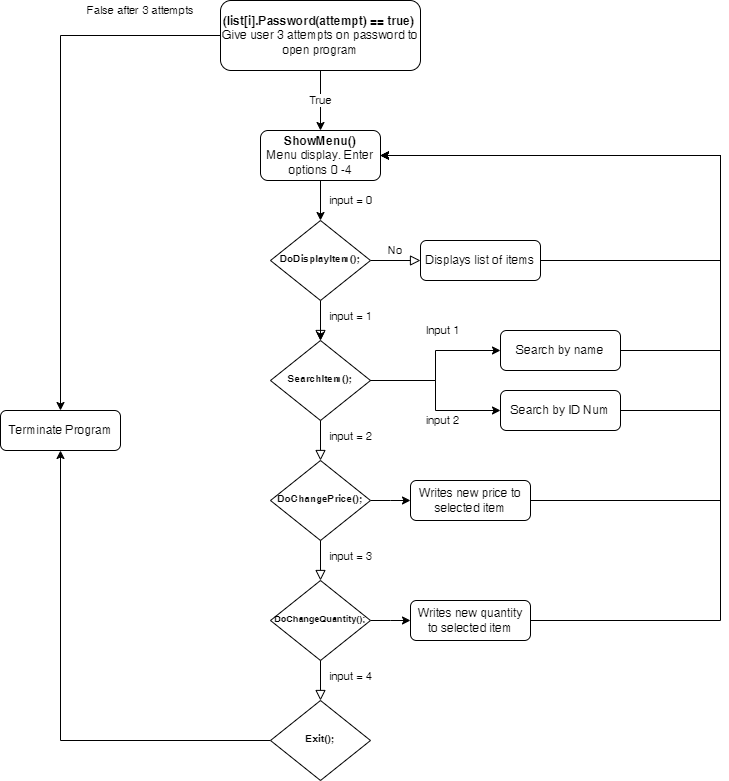 False after 3 attempts
(list[i].Password(attempt) == true)
Give user 3 attempts on password to
open program
True
ShowMenu()
Menu display. Enter
options 0 -4
input = 0
DoDisplayItem();
No
Displays list of items
input = 1
SearchItem();
Input 1
Search by name
input 2
Search by ID Num
Terminate Program
input = 2
DoChangePrice();
Writes new price to
selected item
input = 3
DoChangeQuantity();
Writes new quantity
to selected item
input = 4
Exit();